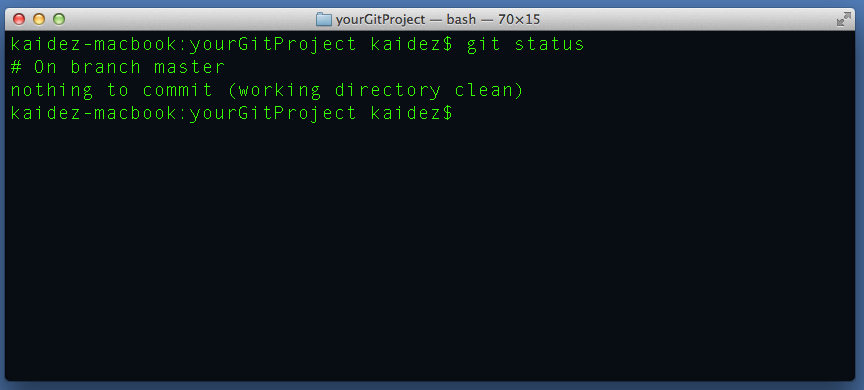 yourGitProject — bash — 70×15
kaidez-macbook:yourGitProject kaidez$ git status
# On branch master
nothing to commit (working directory clean)
kaidez-macbook:yourGitProject kaidez$